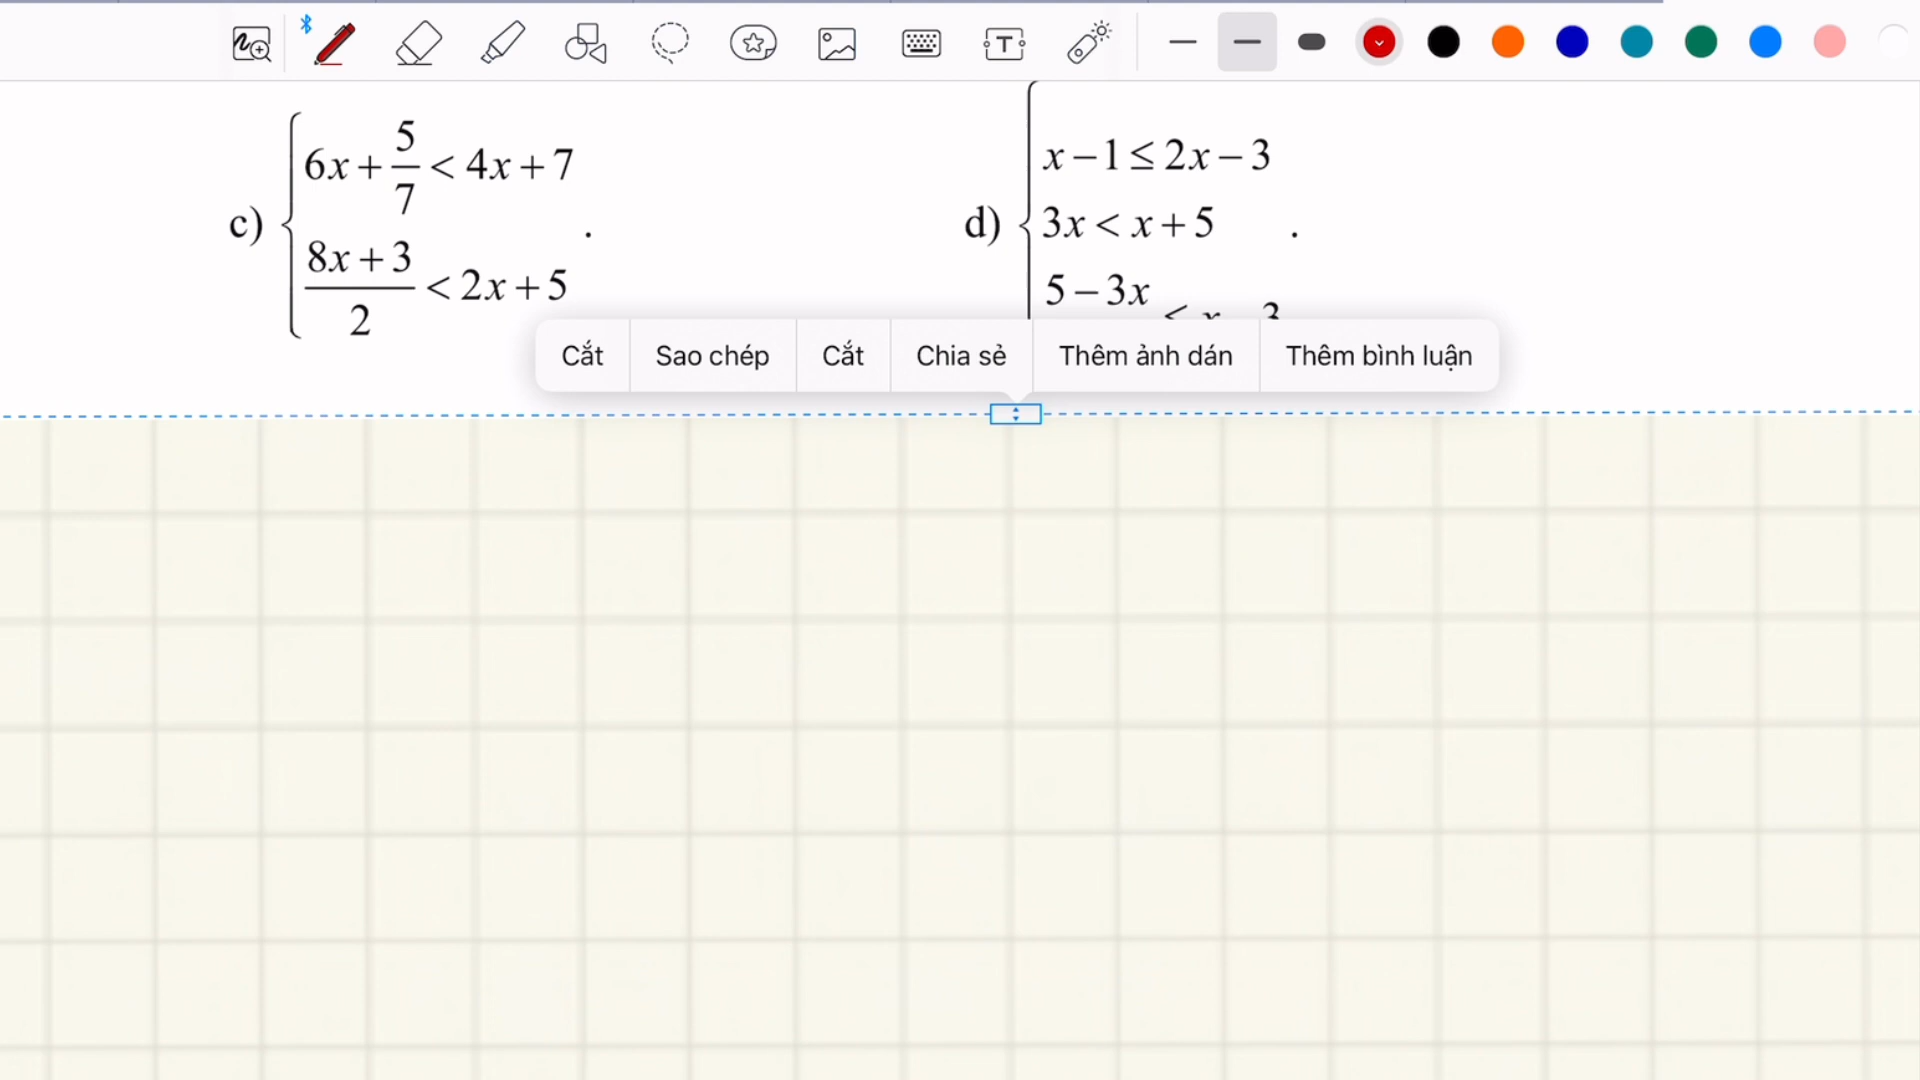 c) 6x + 5/7 < 4x + 7
(8x + 3)/2 < 2x + 5 .
d) x − 1 ≤ 2x − 3
3x < x + 5 .
5 − 3x
Cắt Sao chép Cắt Chia sẻ Thêm ảnh dán Thêm bình luận